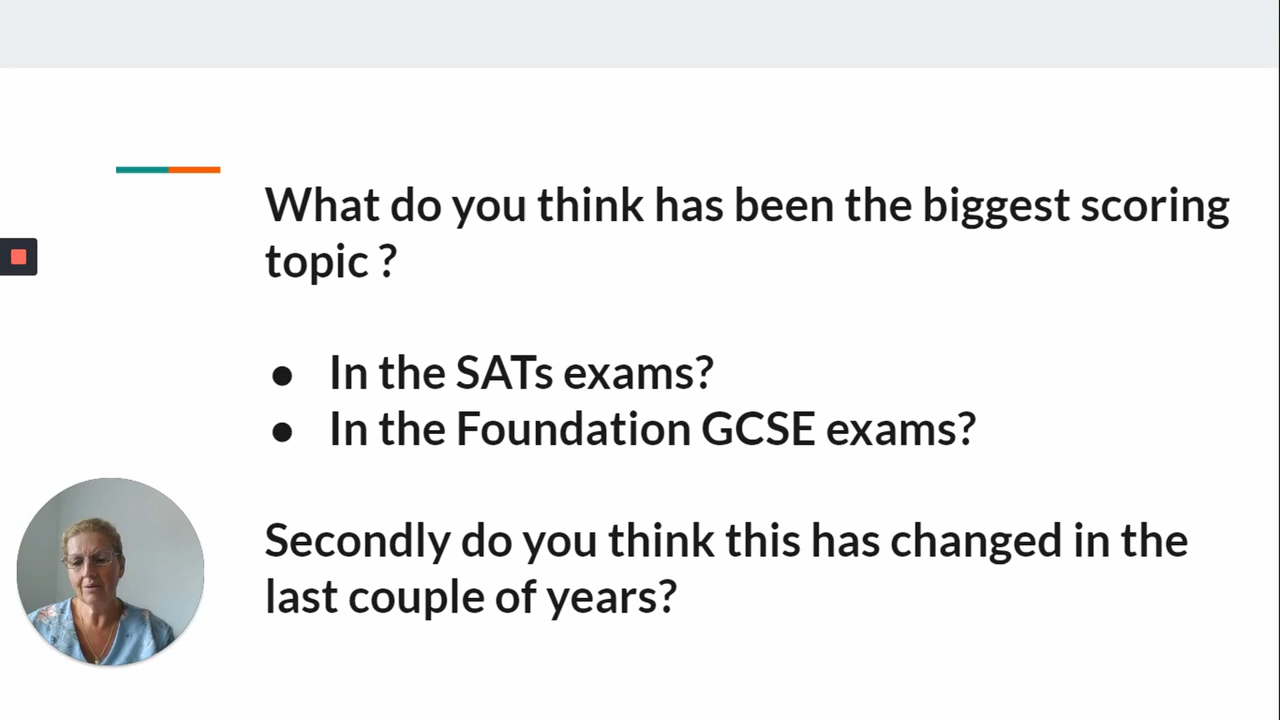 What do you think has been the biggest scoring
topic ?
● In the SATs exams?
● In the Foundation GCSE exams?
Secondly do you think this has changed in the
last couple of years?